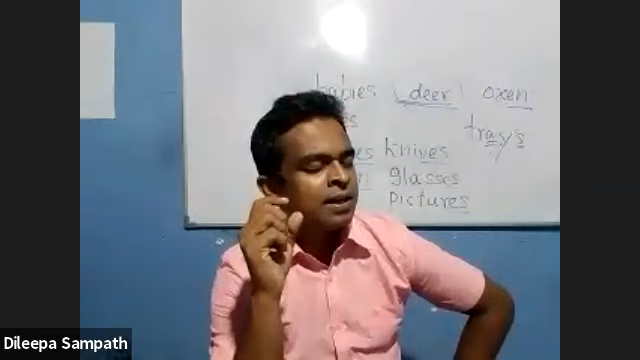 babies (deer) oxen
trays
knives
glasses
pictures
Dileepa Sampath